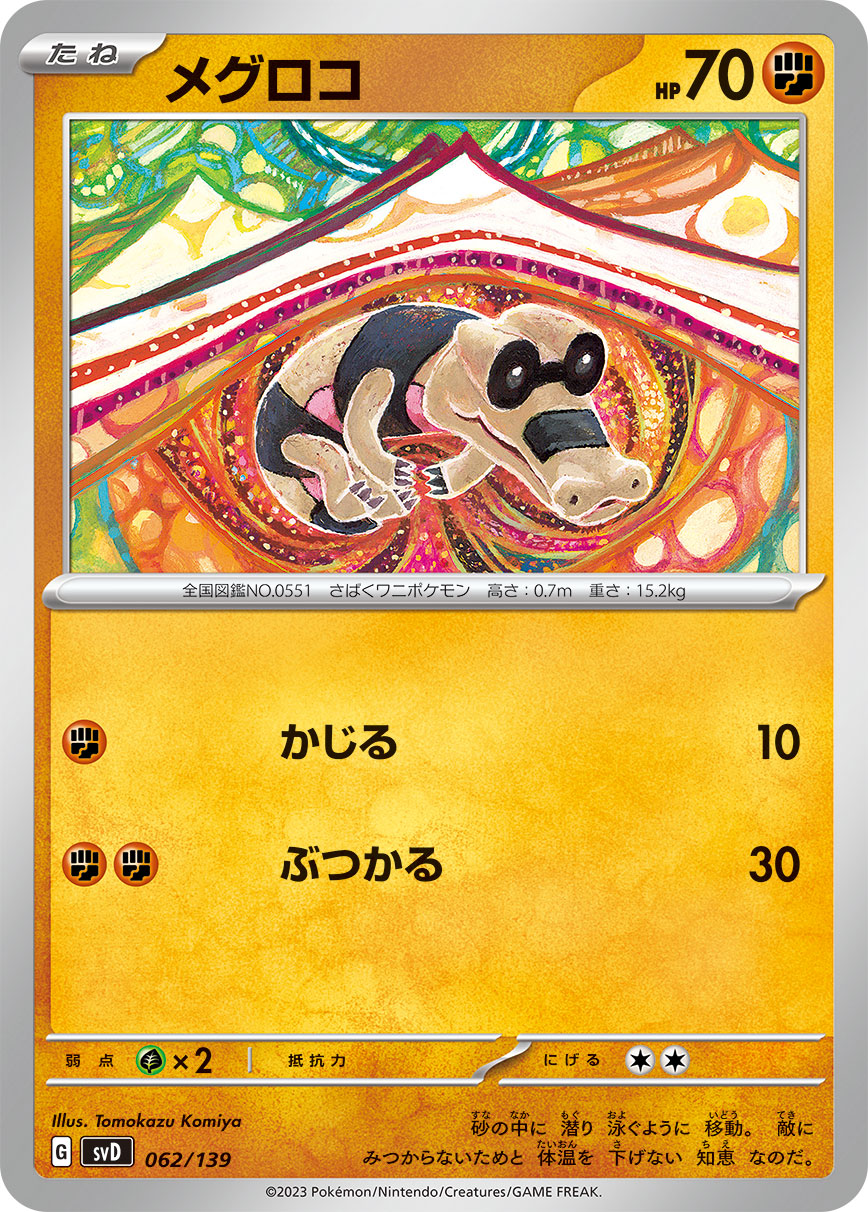 たね
メグロコ
HP70
全国図鑑NO.0551 さばくワニポケモン 高さ:0.7m 重さ:15.2kg
かじる 10
ぶつかる 30
弱点 ×2 抵抗力 にげる
Illus. Tomokazu Komiya
G svD 062/139
砂の中に 潜り 泳ぐように 移動。 敵に
みつからないためと 体温を 下げない 知恵 なのだ。
©2023 Pokémon/Nintendo/Creatures/GAME FREAK.